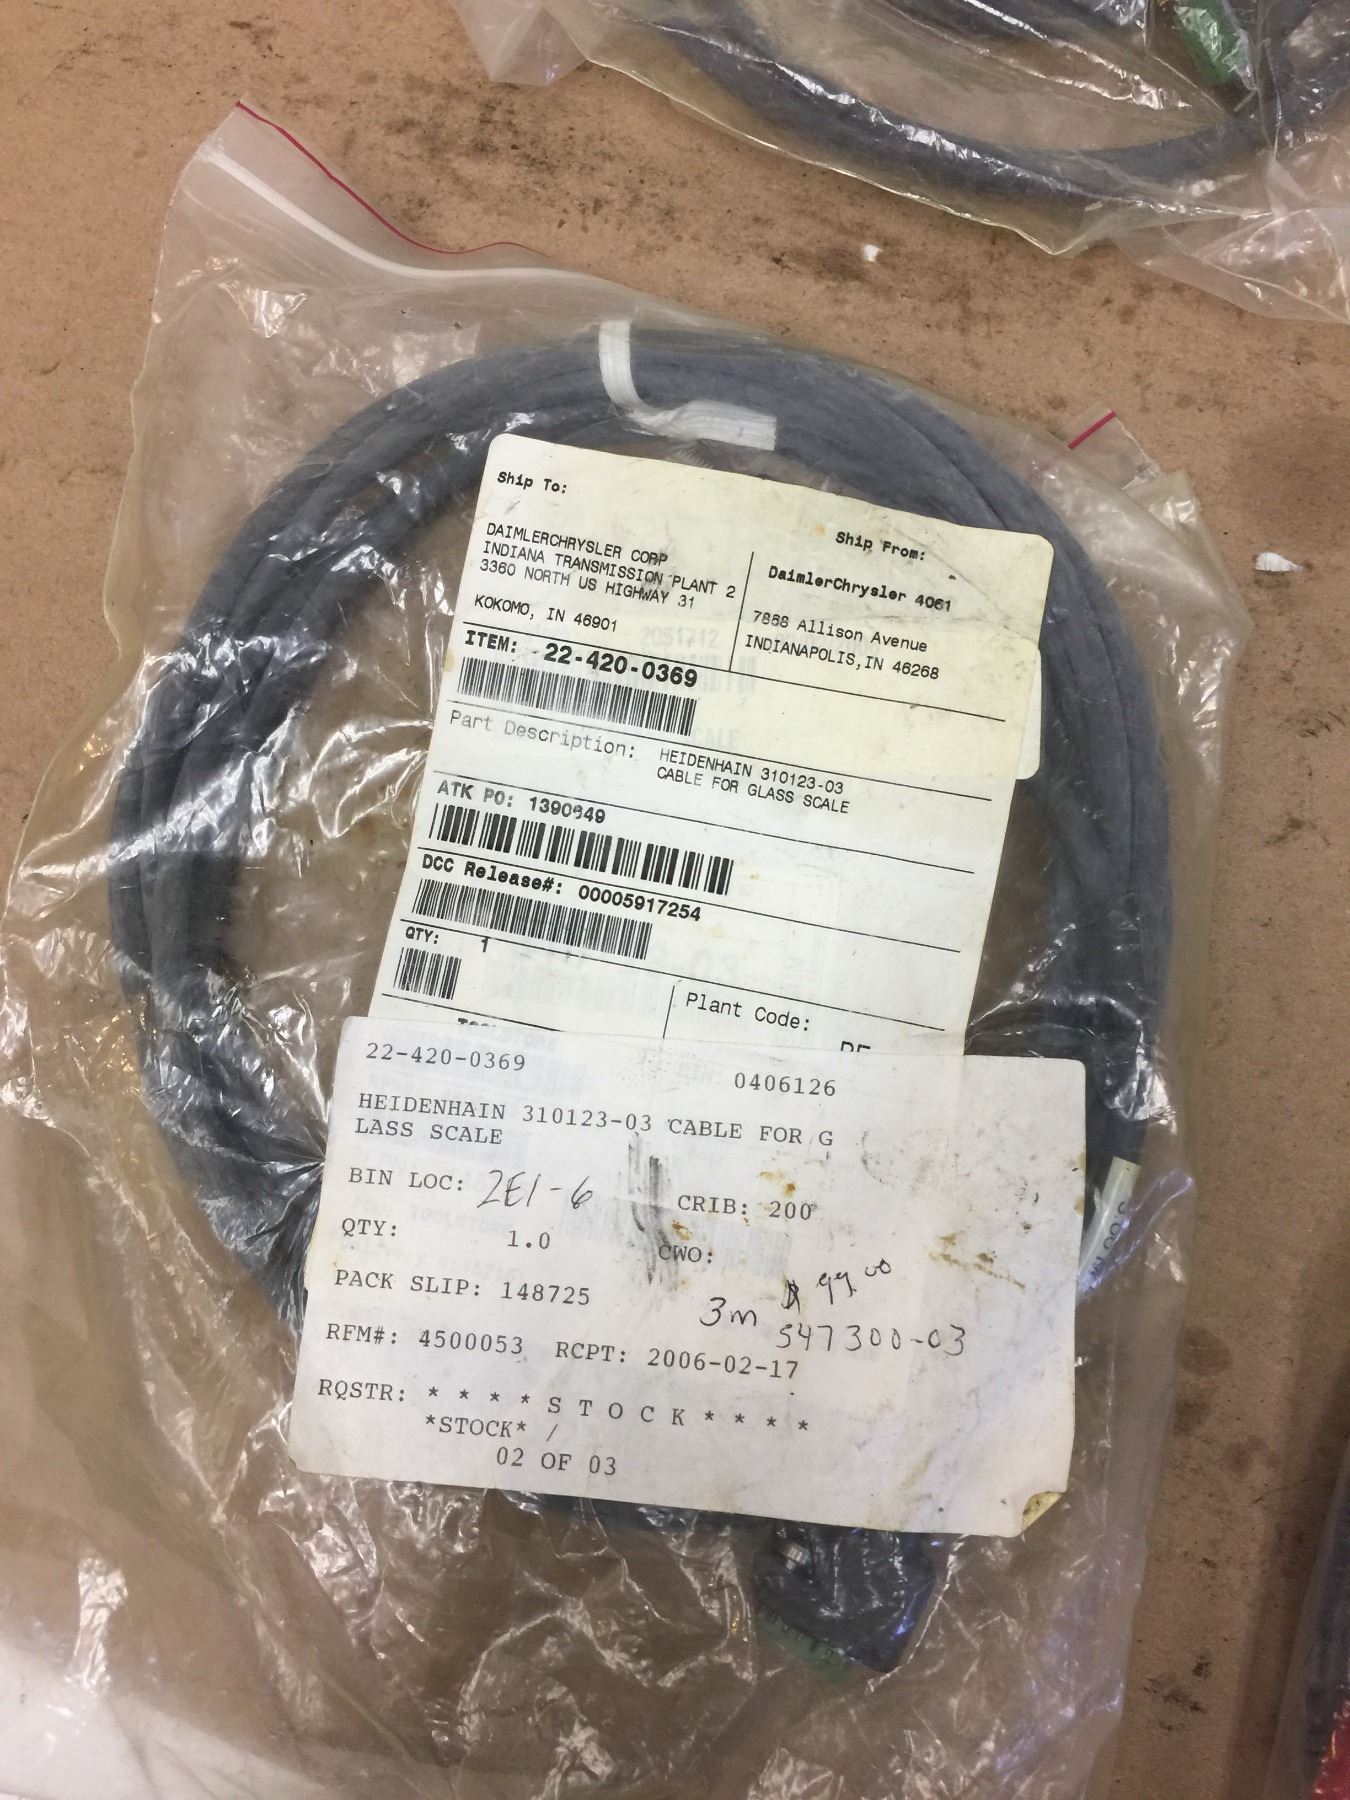 Ship To:
DAIMLERCHRYSLER CORP
INDIANA TRANSMISSION PLANT 2
3360 NORTH US HIGHWAY 31
KOKOMO, IN 46901
Ship From:
DaimlerChrysler 4061
7868 Allison Avenue
INDIANAPOLIS, IN 46268
ITEM: 22-420-0369
Part Description: HEIDENHAIN 310123-03
CABLE FOR GLASS SCALE
ATK PO: 1390649
DCC Release#: 00005917254
QTY: 1
Plant Code:
TOOLSTORE
22-420-0369
0406126
HEIDENHAIN 310123-03 CABLE FOR G
LASS SCALE
BIN LOC: 2E1-6
CRIB: 200
QTY: 1.0
CWO:
PACK SLIP: 148725
3m $ 99.00
547300-03
RFM#: 4500053 RCPT: 2006-02-17
RQSTR: * * * * S T O C K * * * *
*STOCK* /
02 OF 03